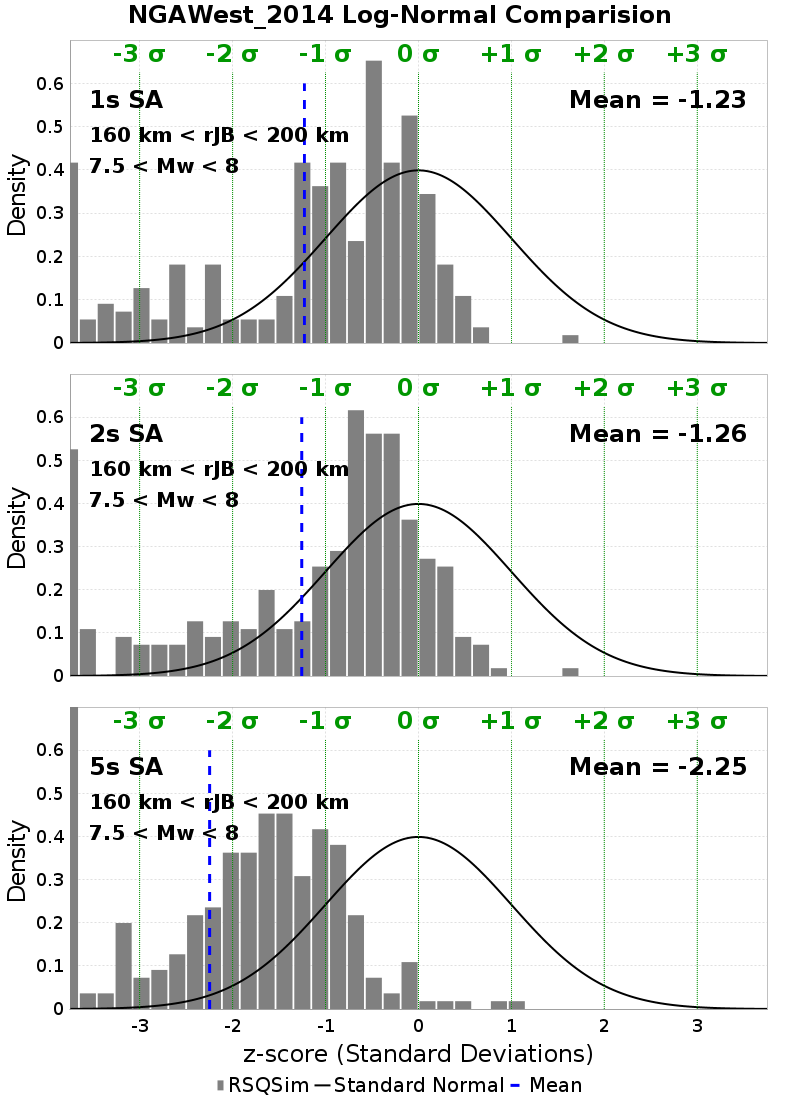 NGAWest_2014 Log-Normal Comparision
-3 σ -2 σ -1 σ 0 σ +1 σ +2 σ +3 σ
1s SA
Mean = -1.23
160 km < rJB < 200 km
7.5 < Mw < 8
Density
0.6
0.5
0.4
0.3
0.2
0.1
0
-3 σ -2 σ -1 σ 0 σ +1 σ +2 σ +3 σ
2s SA
Mean = -1.26
160 km < rJB < 200 km
7.5 < Mw < 8
Density
0.6
0.5
0.4
0.3
0.2
0.1
0
-3 σ -2 σ -1 σ 0 σ +1 σ +2 σ +3 σ
5s SA
Mean = -2.25
160 km < rJB < 200 km
7.5 < Mw < 8
Density
0.6
0.5
0.4
0.3
0.2
0.1
0
-3 -2 -1 0 1 2 3
z-score (Standard Deviations)
RSQSim Standard Normal Mean